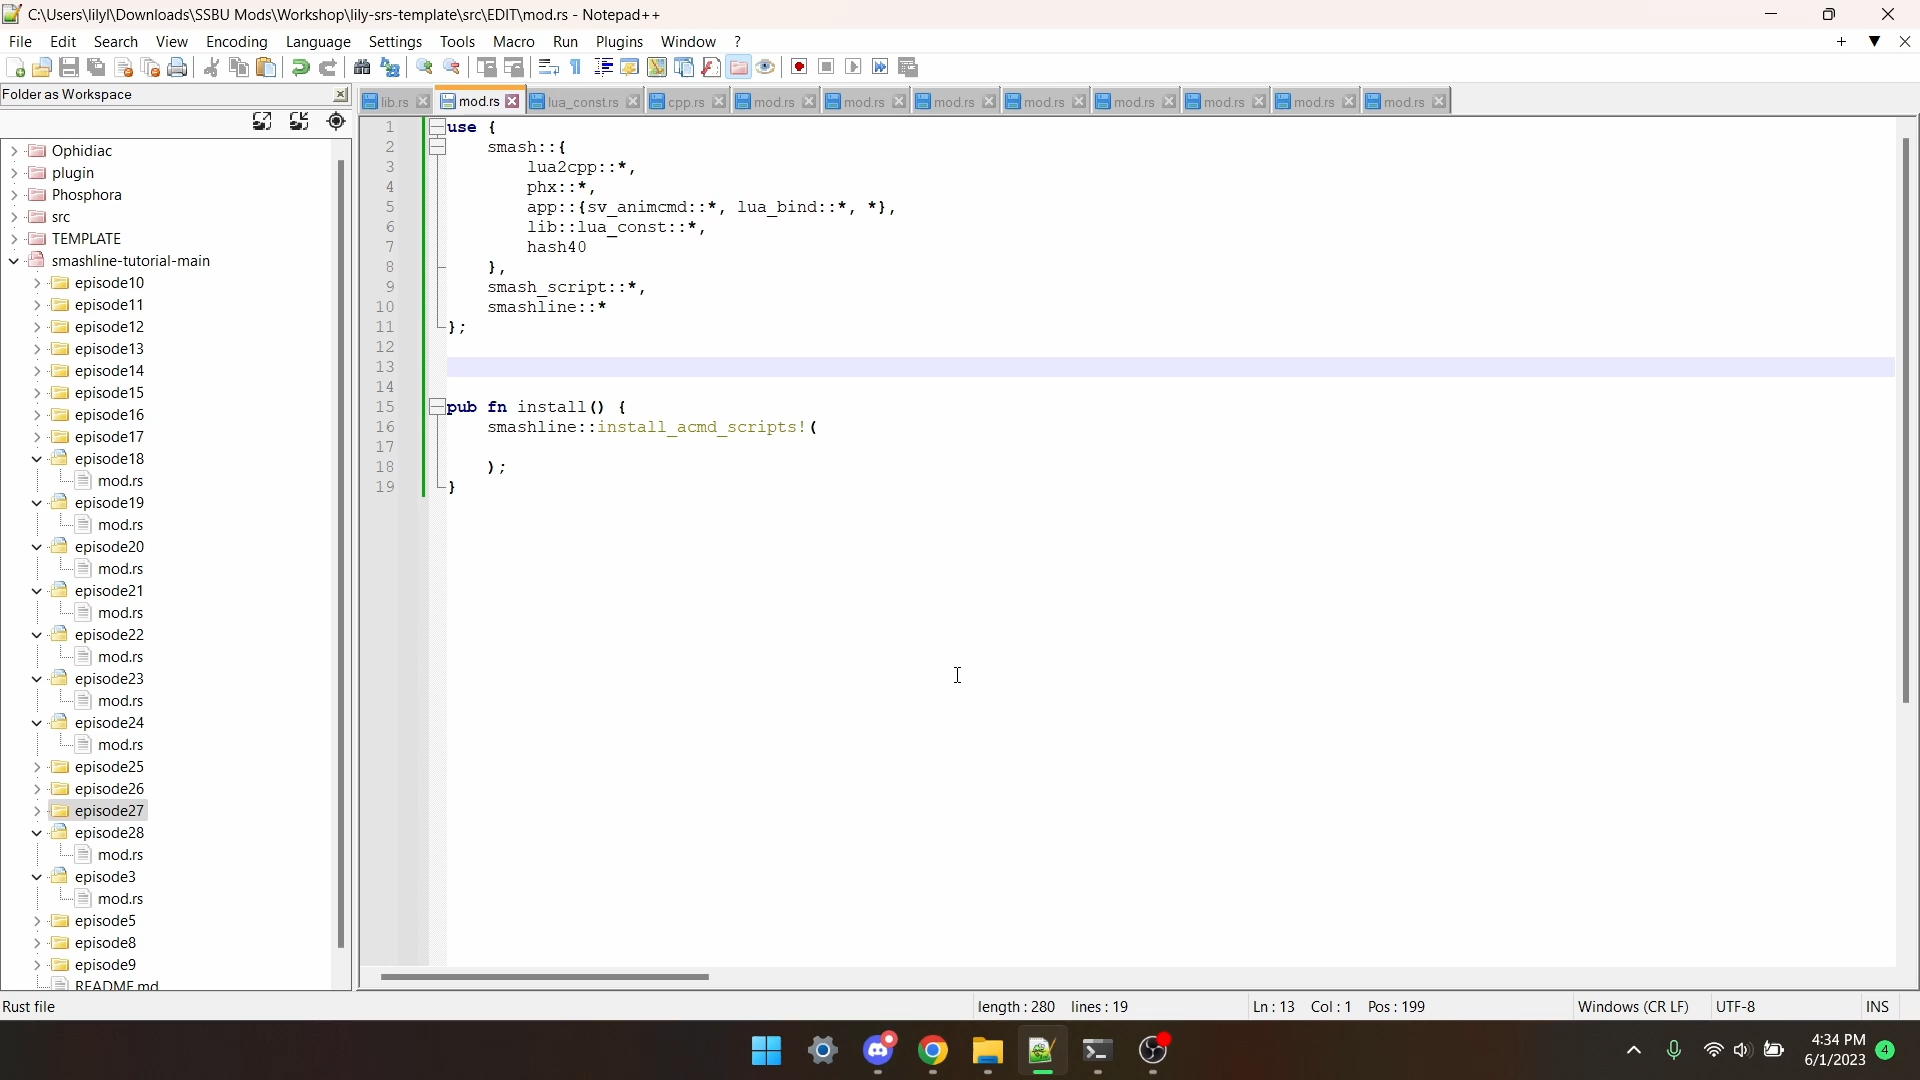 C:\Users\lilyl\Downloads\SSBU Mods\Workshop\lily-srs-template\src\EDIT\mod.rs - Notepad++
File Edit Search View Encoding Language Settings Tools Macro Run Plugins Window ?
Folder as Workspace
lib.rs mod.rs lua_const.rs cpp.rs mod.rs mod.rs mod.rs mod.rs mod.rs mod.rs mod.rs mod.rs
Ophidiac
plugin
Phosphora
src
TEMPLATE
smashline-tutorial-main
episode10
episode11
episode12
episode13
episode14
episode15
episode16
episode17
episode18
mod.rs
episode19
mod.rs
episode20
mod.rs
episode21
mod.rs
episode22
mod.rs
episode23
mod.rs
episode24
mod.rs
episode25
episode26
episode27
episode28
mod.rs
episode3
mod.rs
episode5
episode8
episode9
README.md
1 use {
2 smash::{
3 lua2cpp::*,
4 phx::*,
5 app::{sv_animcmd::*, lua_bind::*, *},
6 lib::lua_const::*,
7 hash40
8 },
9 smash_script::*,
10 smashline::*
11 };
12
13
14
15 pub fn install() {
16 smashline::install_acmd_scripts!(
17
18 );
19 }
Rust file length : 280 lines : 19 Ln : 13 Col : 1 Pos : 199 Windows (CR LF) UTF-8 INS
4:34 PM
6/1/2023
4